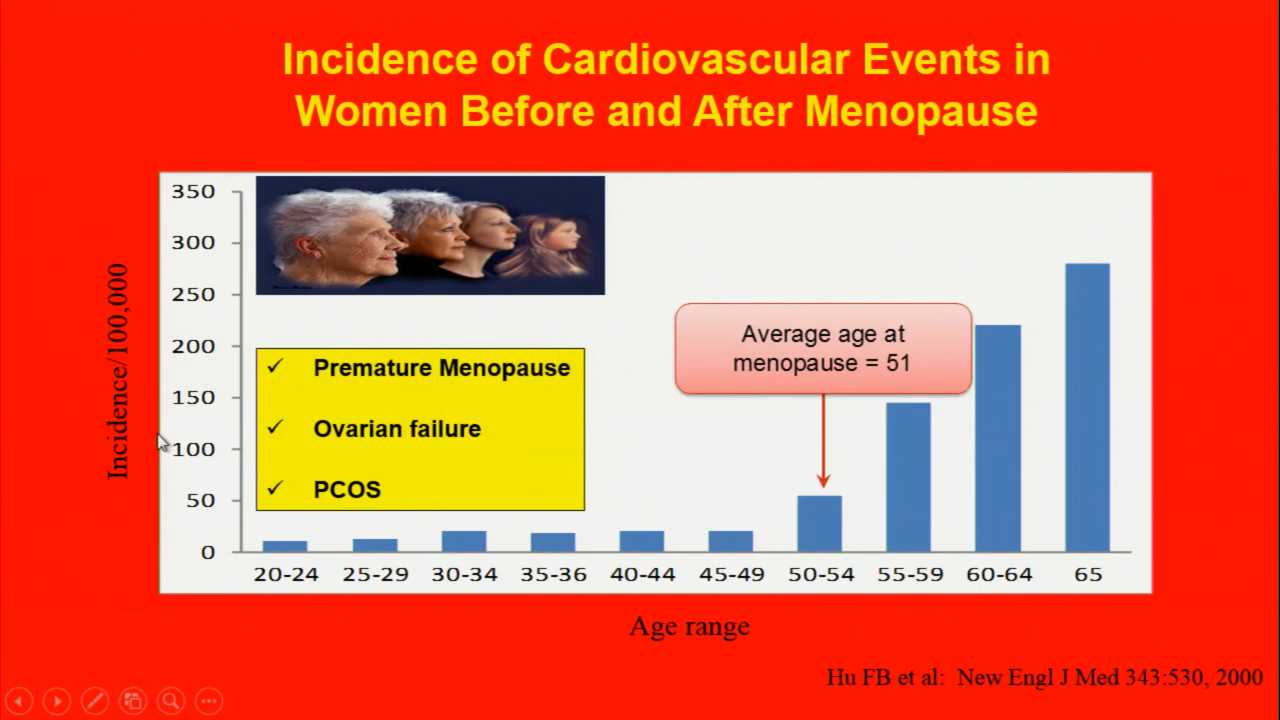 Incidence of Cardiovascular Events in
Women Before and After Menopause
Incidence/100,000
350
300
250
200
150
100
50
0
✓ Premature Menopause
✓ Ovarian failure
✓ PCOS
Average age at
menopause = 51
20-24 25-29 30-34 35-36 40-44 45-49 50-54 55-59 60-64 65
Age range
Hu FB et al: New Engl J Med 343:530, 2000